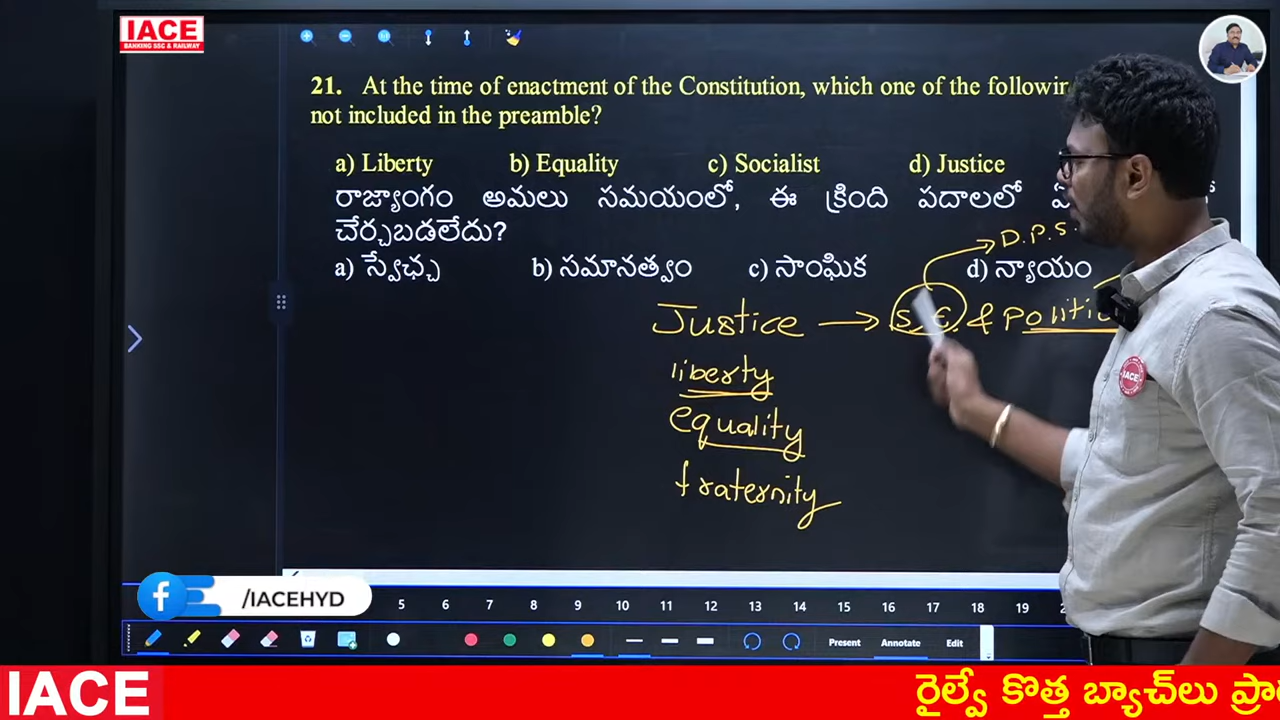 IACE
BANKING SSC & RAILWAY
21. At the time of enactment of the Constitution, which one of the following
not included in the preamble?
a) Liberty b) Equality c) Socialist d) Justice
రాజ్యాంగం అమలు సమయంలో, ఈ క్రింది పదాలలో
చేర్చబడలేదు?
a) స్వేచ్ఛ b) సమానత్వం c) సాంఘిక d) న్యాయం
D.P.S.
Justice → S. E. & Politic
liberty
equality
fraternity
IACE
f /IACEHYD
5 6 7 8 9 10 11 12 13 14 15 16 17 18 19
Present Annotate Edit
IACE రైల్వే కొత్త బ్యాచ్‌లు ప్రా